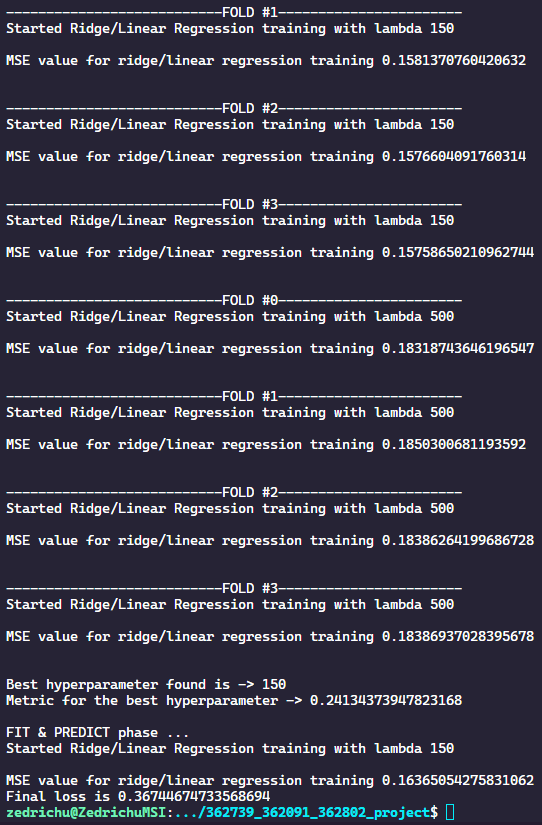 ---------------------------FOLD #1-----------------------
Started Ridge/Linear Regression training with lambda 150
MSE value for ridge/linear regression training 0.1581370760420632
---------------------------FOLD #2-----------------------
Started Ridge/Linear Regression training with lambda 150
MSE value for ridge/linear regression training 0.1576604091760314
---------------------------FOLD #3-----------------------
Started Ridge/Linear Regression training with lambda 150
MSE value for ridge/linear regression training 0.15758650210962744
---------------------------FOLD #0-----------------------
Started Ridge/Linear Regression training with lambda 500
MSE value for ridge/linear regression training 0.18318743646196547
---------------------------FOLD #1-----------------------
Started Ridge/Linear Regression training with lambda 500
MSE value for ridge/linear regression training 0.1850300681193592
---------------------------FOLD #2-----------------------
Started Ridge/Linear Regression training with lambda 500
MSE value for ridge/linear regression training 0.18386264199686728
---------------------------FOLD #3-----------------------
Started Ridge/Linear Regression training with lambda 500
MSE value for ridge/linear regression training 0.18386937028395678
Best hyperparameter found is -> 150
Metric for the best hyperparameter -> 0.24134373947823168
FIT & PREDICT phase ...
Started Ridge/Linear Regression training with lambda 150
MSE value for ridge/linear regression training 0.16365054275831062
Final loss is 0.36744674733568694
zedrichu@ZedrichuMSI:.../362739_362091_362802_project$